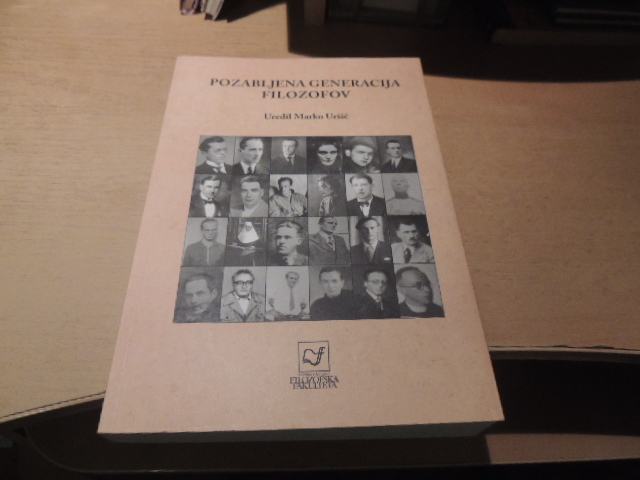 POZABLJENA GENERACIJA
FILOZOFOV
Uredil Marko Uršič
FILOZOFSKA
FAKULTETA